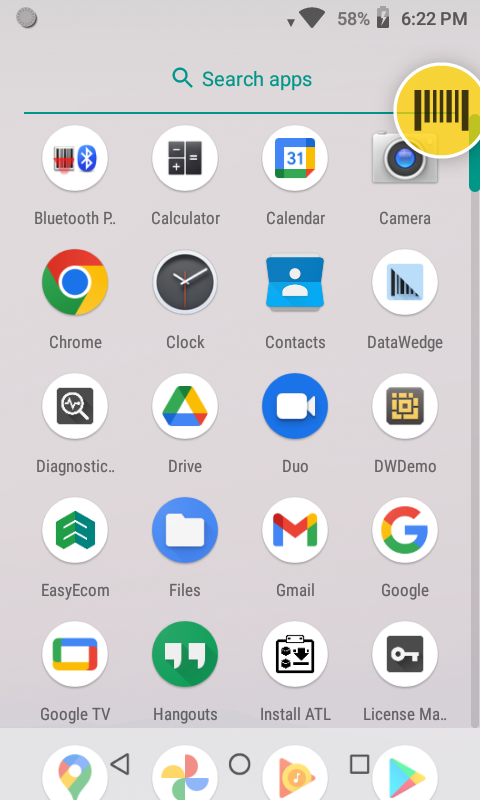 58% 6:22 PM
Search apps
31
Bluetooth P.. Calculator Calendar Camera
Chrome Clock Contacts DataWedge
Diagnostic.. Drive Duo DWDemo
EasyEcom Files Gmail Google
Google TV Hangouts Install ATL License Ma..